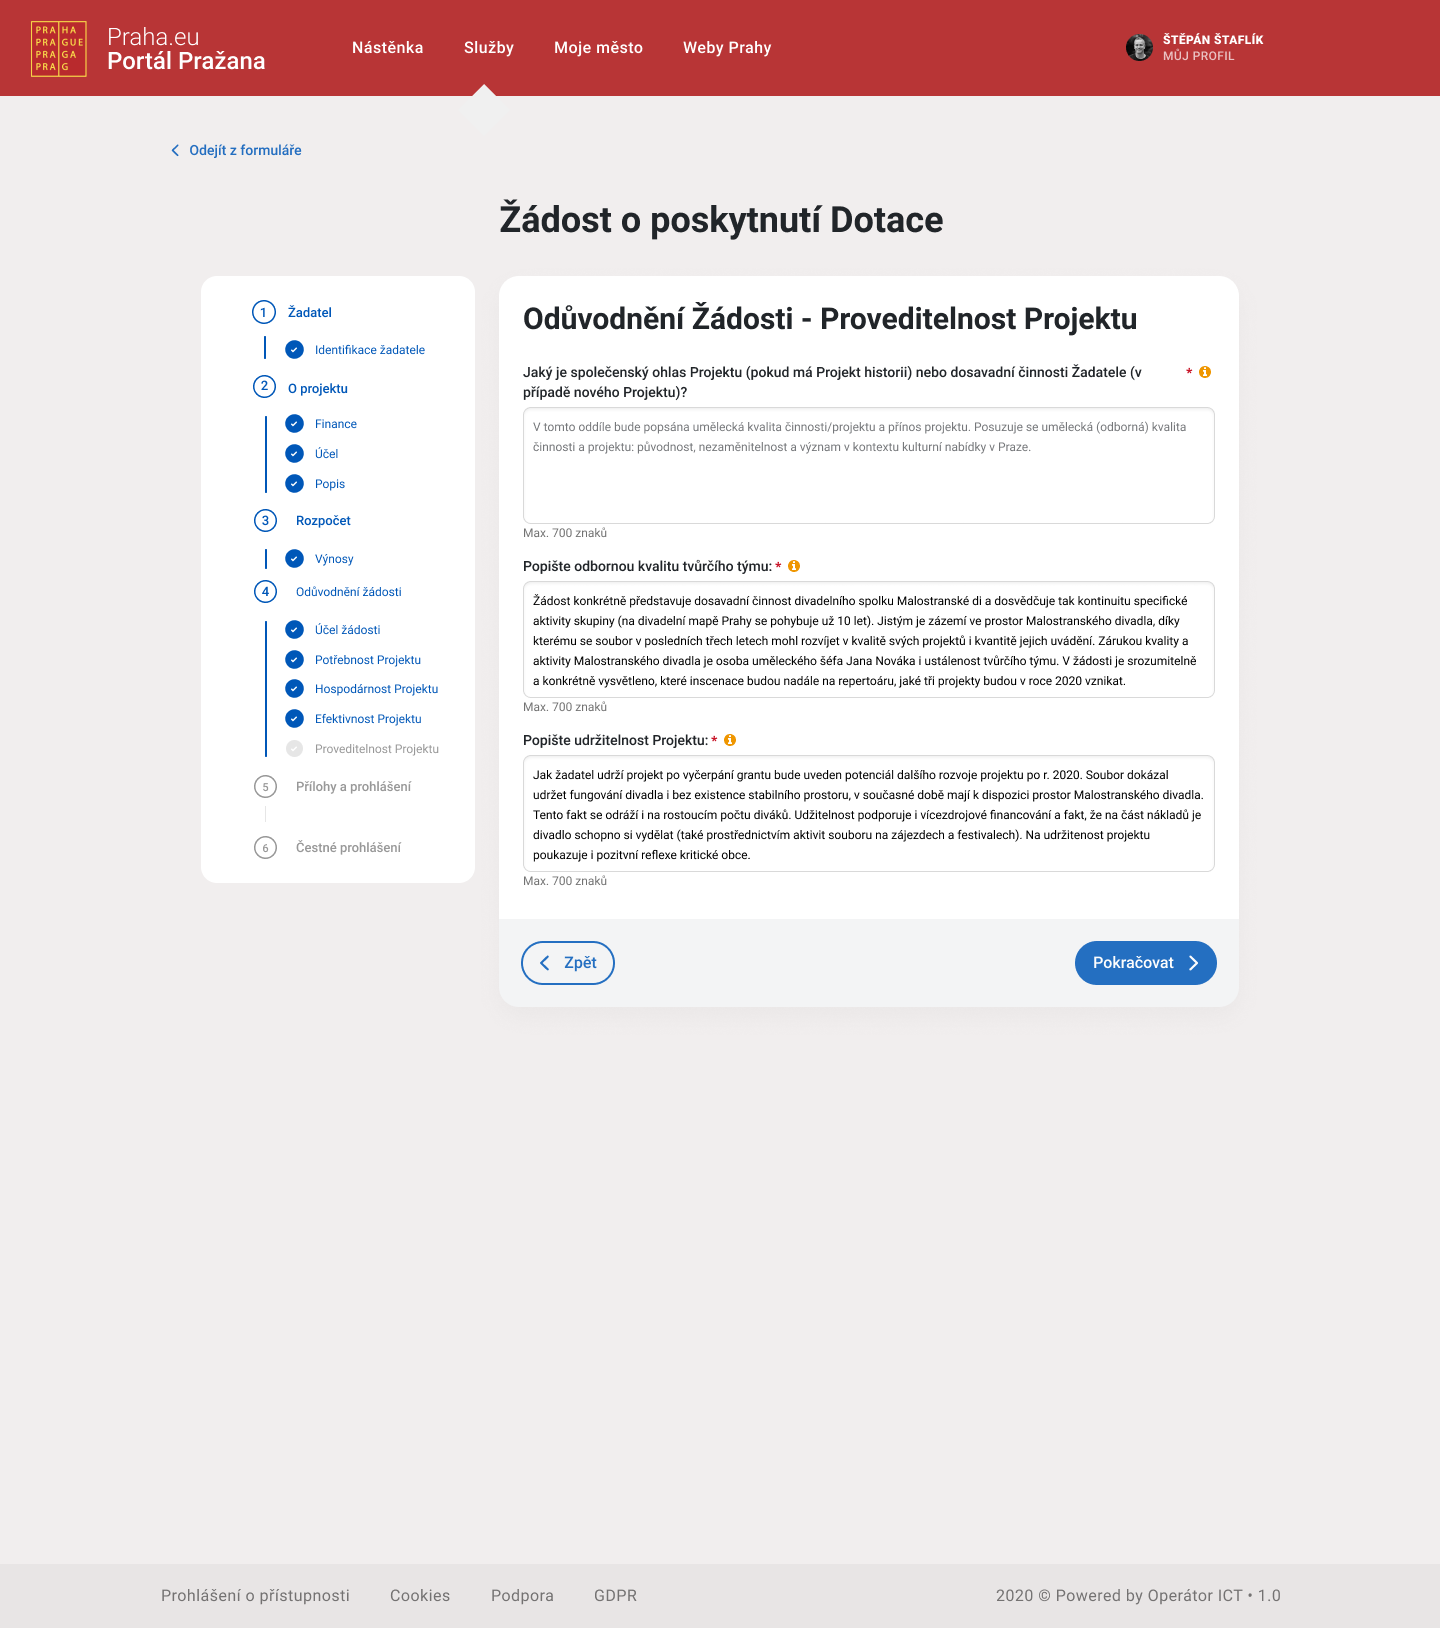 PRA HA
PRA GUE
PRA GA
PRA G
Praha.eu
Portál Pražana
Nástěnka
Služby
Moje město
Weby Prahy
ŠTĚPÁN ŠTAFLÍK
MŮJ PROFIL
Odejít z formuláře
Žádost o poskytnutí Dotace
1 Žadatel
Identifikace žadatele
2 O projektu
Finance
Účel
Popis
3 Rozpočet
Výnosy
4 Odůvodnění žádosti
Účel žádosti
Potřebnost Projektu
Hospodárnost Projektu
Efektivnost Projektu
Proveditelnost Projektu
5 Přílohy a prohlášení
6 Čestné prohlášení
Odůvodnění Žádosti - Proveditelnost Projektu
Jaký je společenský ohlas Projektu (pokud má Projekt historii) nebo dosavadní činnosti Žadatele (v *
případě nového Projektu)?
V tomto oddíle bude popsána umělecká kvalita činnosti/projektu a přínos projektu. Posuzuje se umělecká (odborná) kvalita
činnosti a projektu: původnost, nezaměnitelnost a význam v kontextu kulturní nabídky v Praze.
Max. 700 znaků
Popište odbornou kvalitu tvůrčího týmu: *
Žádost konkrétně představuje dosavadní činnost divadelního spolku Malostranské di a dosvědčuje tak kontinuitu specifické
aktivity skupiny (na divadelní mapě Prahy se pohybuje už 10 let). Jistým je zázemí ve prostor Malostranského divadla, díky
kterému se soubor v posledních třech letech mohl rozvíjet v kvalitě svých projektů i kvantitě jejich uvádění. Zárukou kvality a
aktivity Malostranského divadla je osoba uměleckého šéfa Jana Nováka i ustálenost tvůrčího týmu. V žádosti je srozumitelně
a konkrétně vysvětleno, které inscenace budou nadále na repertoáru, jaké tři projekty budou v roce 2020 vznikat.
Max. 700 znaků
Popište udržitelnost Projektu: *
Jak žadatel udrží projekt po vyčerpání grantu bude uveden potenciál dalšího rozvoje projektu po r. 2020. Soubor dokázal
udržet fungování divadla i bez existence stabilního prostoru, v současné době mají k dispozici prostor Malostranského divadla.
Tento fakt se odráží i na rostoucím počtu diváků. Udžitelnost podporuje i vícezdrojové financování a fakt, že na část nákladů je
divadlo schopno si vydělat (také prostřednictvím aktivit souboru na zájezdech a festivalech). Na udržitenost projektu
poukazuje i pozitvní reflexe kritické obce.
Max. 700 znaků
Zpět
Pokračovat
Prohlášení o přístupnosti
Cookies
Podpora
GDPR
2020 © Powered by Operátor ICT • 1.0